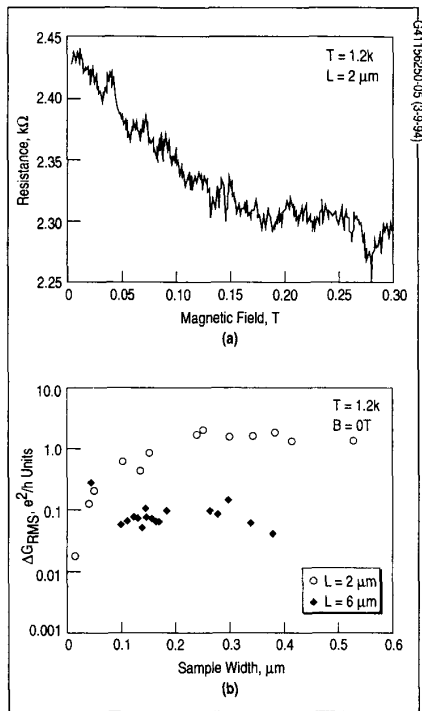 2.45
2.40
2.35
2.30
2.25
Resistance, kΩ
T = 1.2k
L = 2 µm
0
0.05
0.10
0.15
0.20
0.25
0.30
Magnetic Field, T
(a)
G41156250-05 (3-9-94)
10.0
1.0
0.1
0.01
0.001
ΔG_RMS, e²/h Units
T = 1.2k
B = 0T
○ L = 2 µm
◆ L = 6 µm
0
0.1
0.2
0.3
0.4
0.5
0.6
Sample Width, µm
(b)